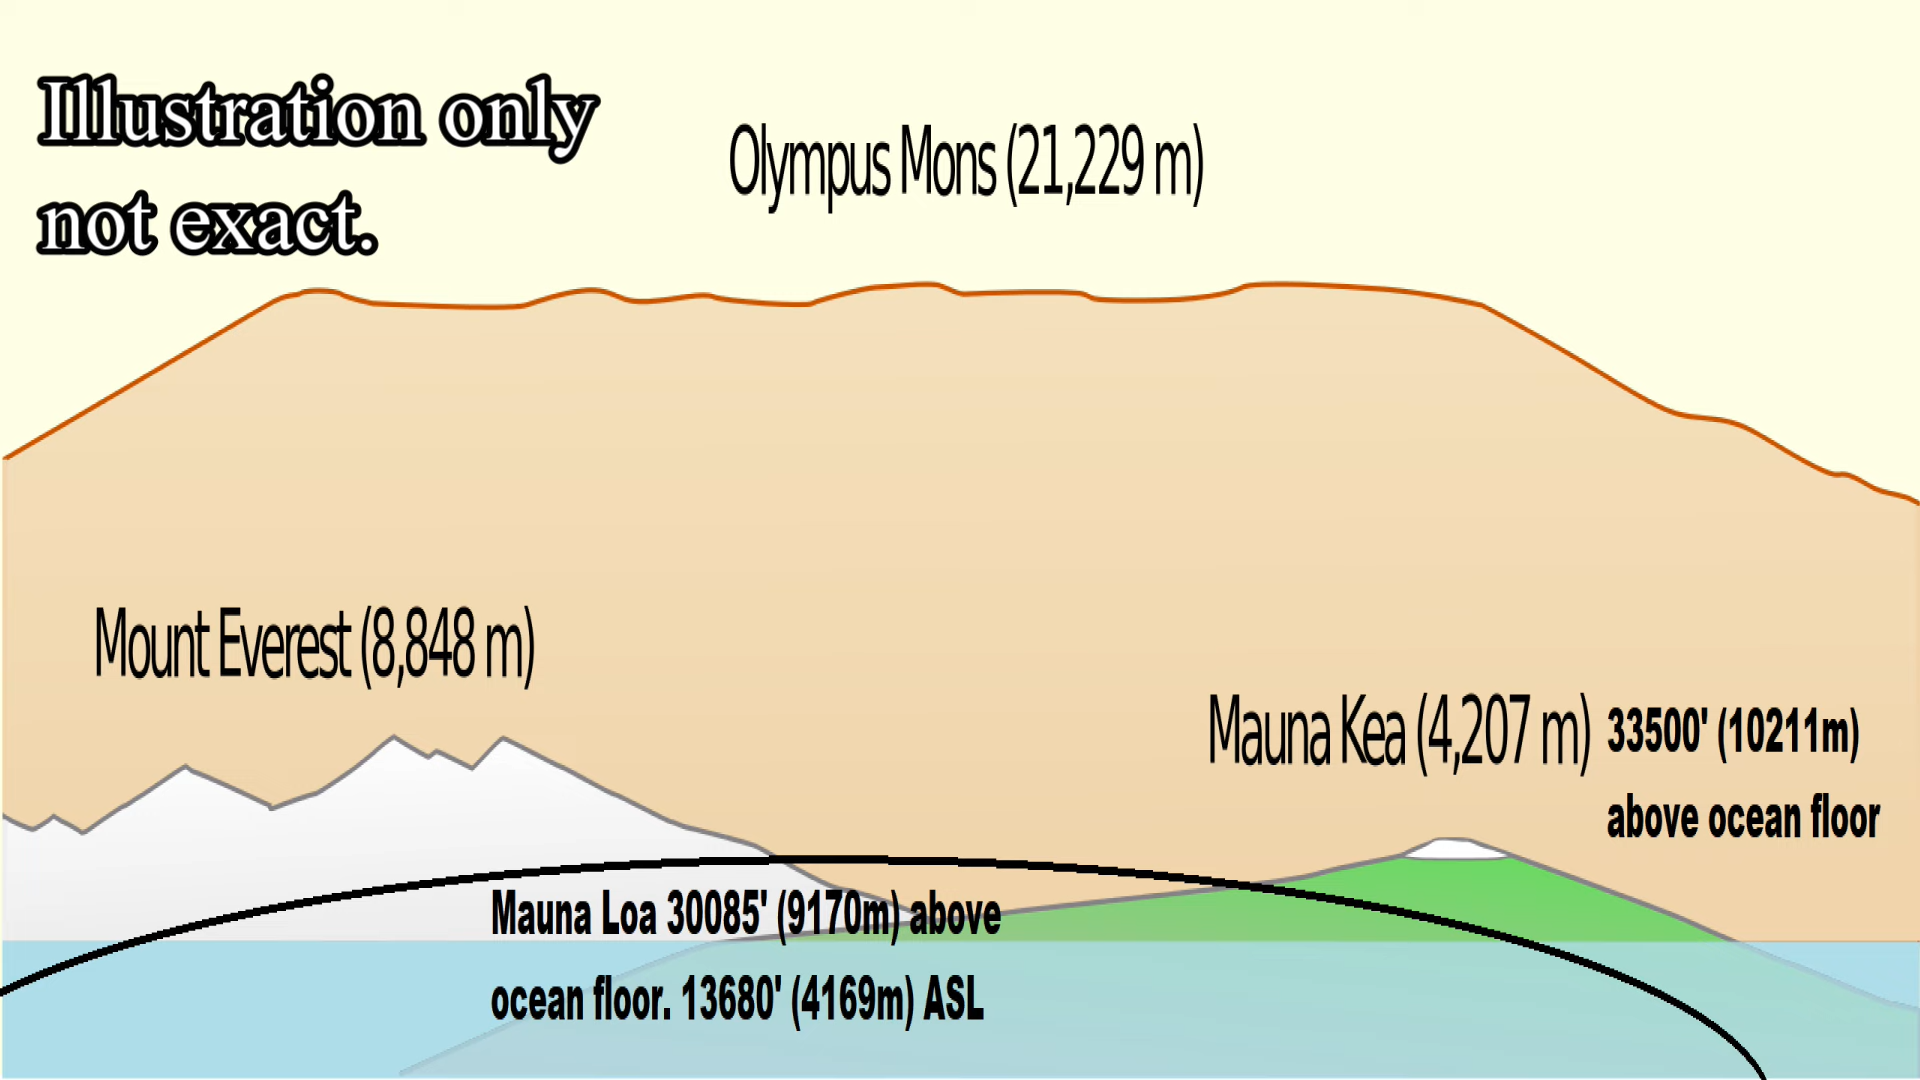 Illustration only
not exact.
Olympus Mons (21,229 m)
Mount Everest (8,848 m)
Mauna Kea (4,207 m)
33500' (10211m)
above ocean floor
Mauna Loa 30085' (9170m) above
ocean floor. 13680' (4169m) ASL